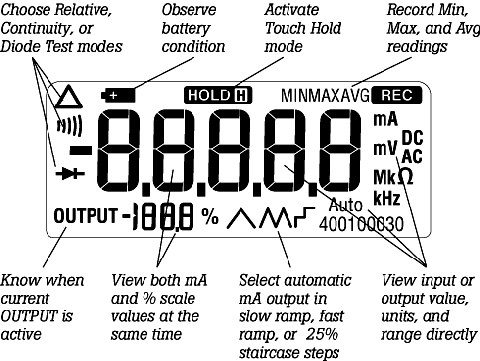 Choose Relative,
Continuity, or
Diode Test modes
Observe
battery
condition
Activate
Touch Hold
mode
Record Min,
Max, and Avg
readings
HOLD H
MINMAXAVG REC
-8.8.8.8.8
mA
mV DC
AC
MkΩ
kHz
OUTPUT -188.8 %
Auto
400100030
Know when
current
OUTPUT is
active
View both mA
and % scale
values at the
same time
Select automatic
mA output in
slow ramp, fast
ramp, or 25%
staircase steps
View input or
output value,
units, and
range directly